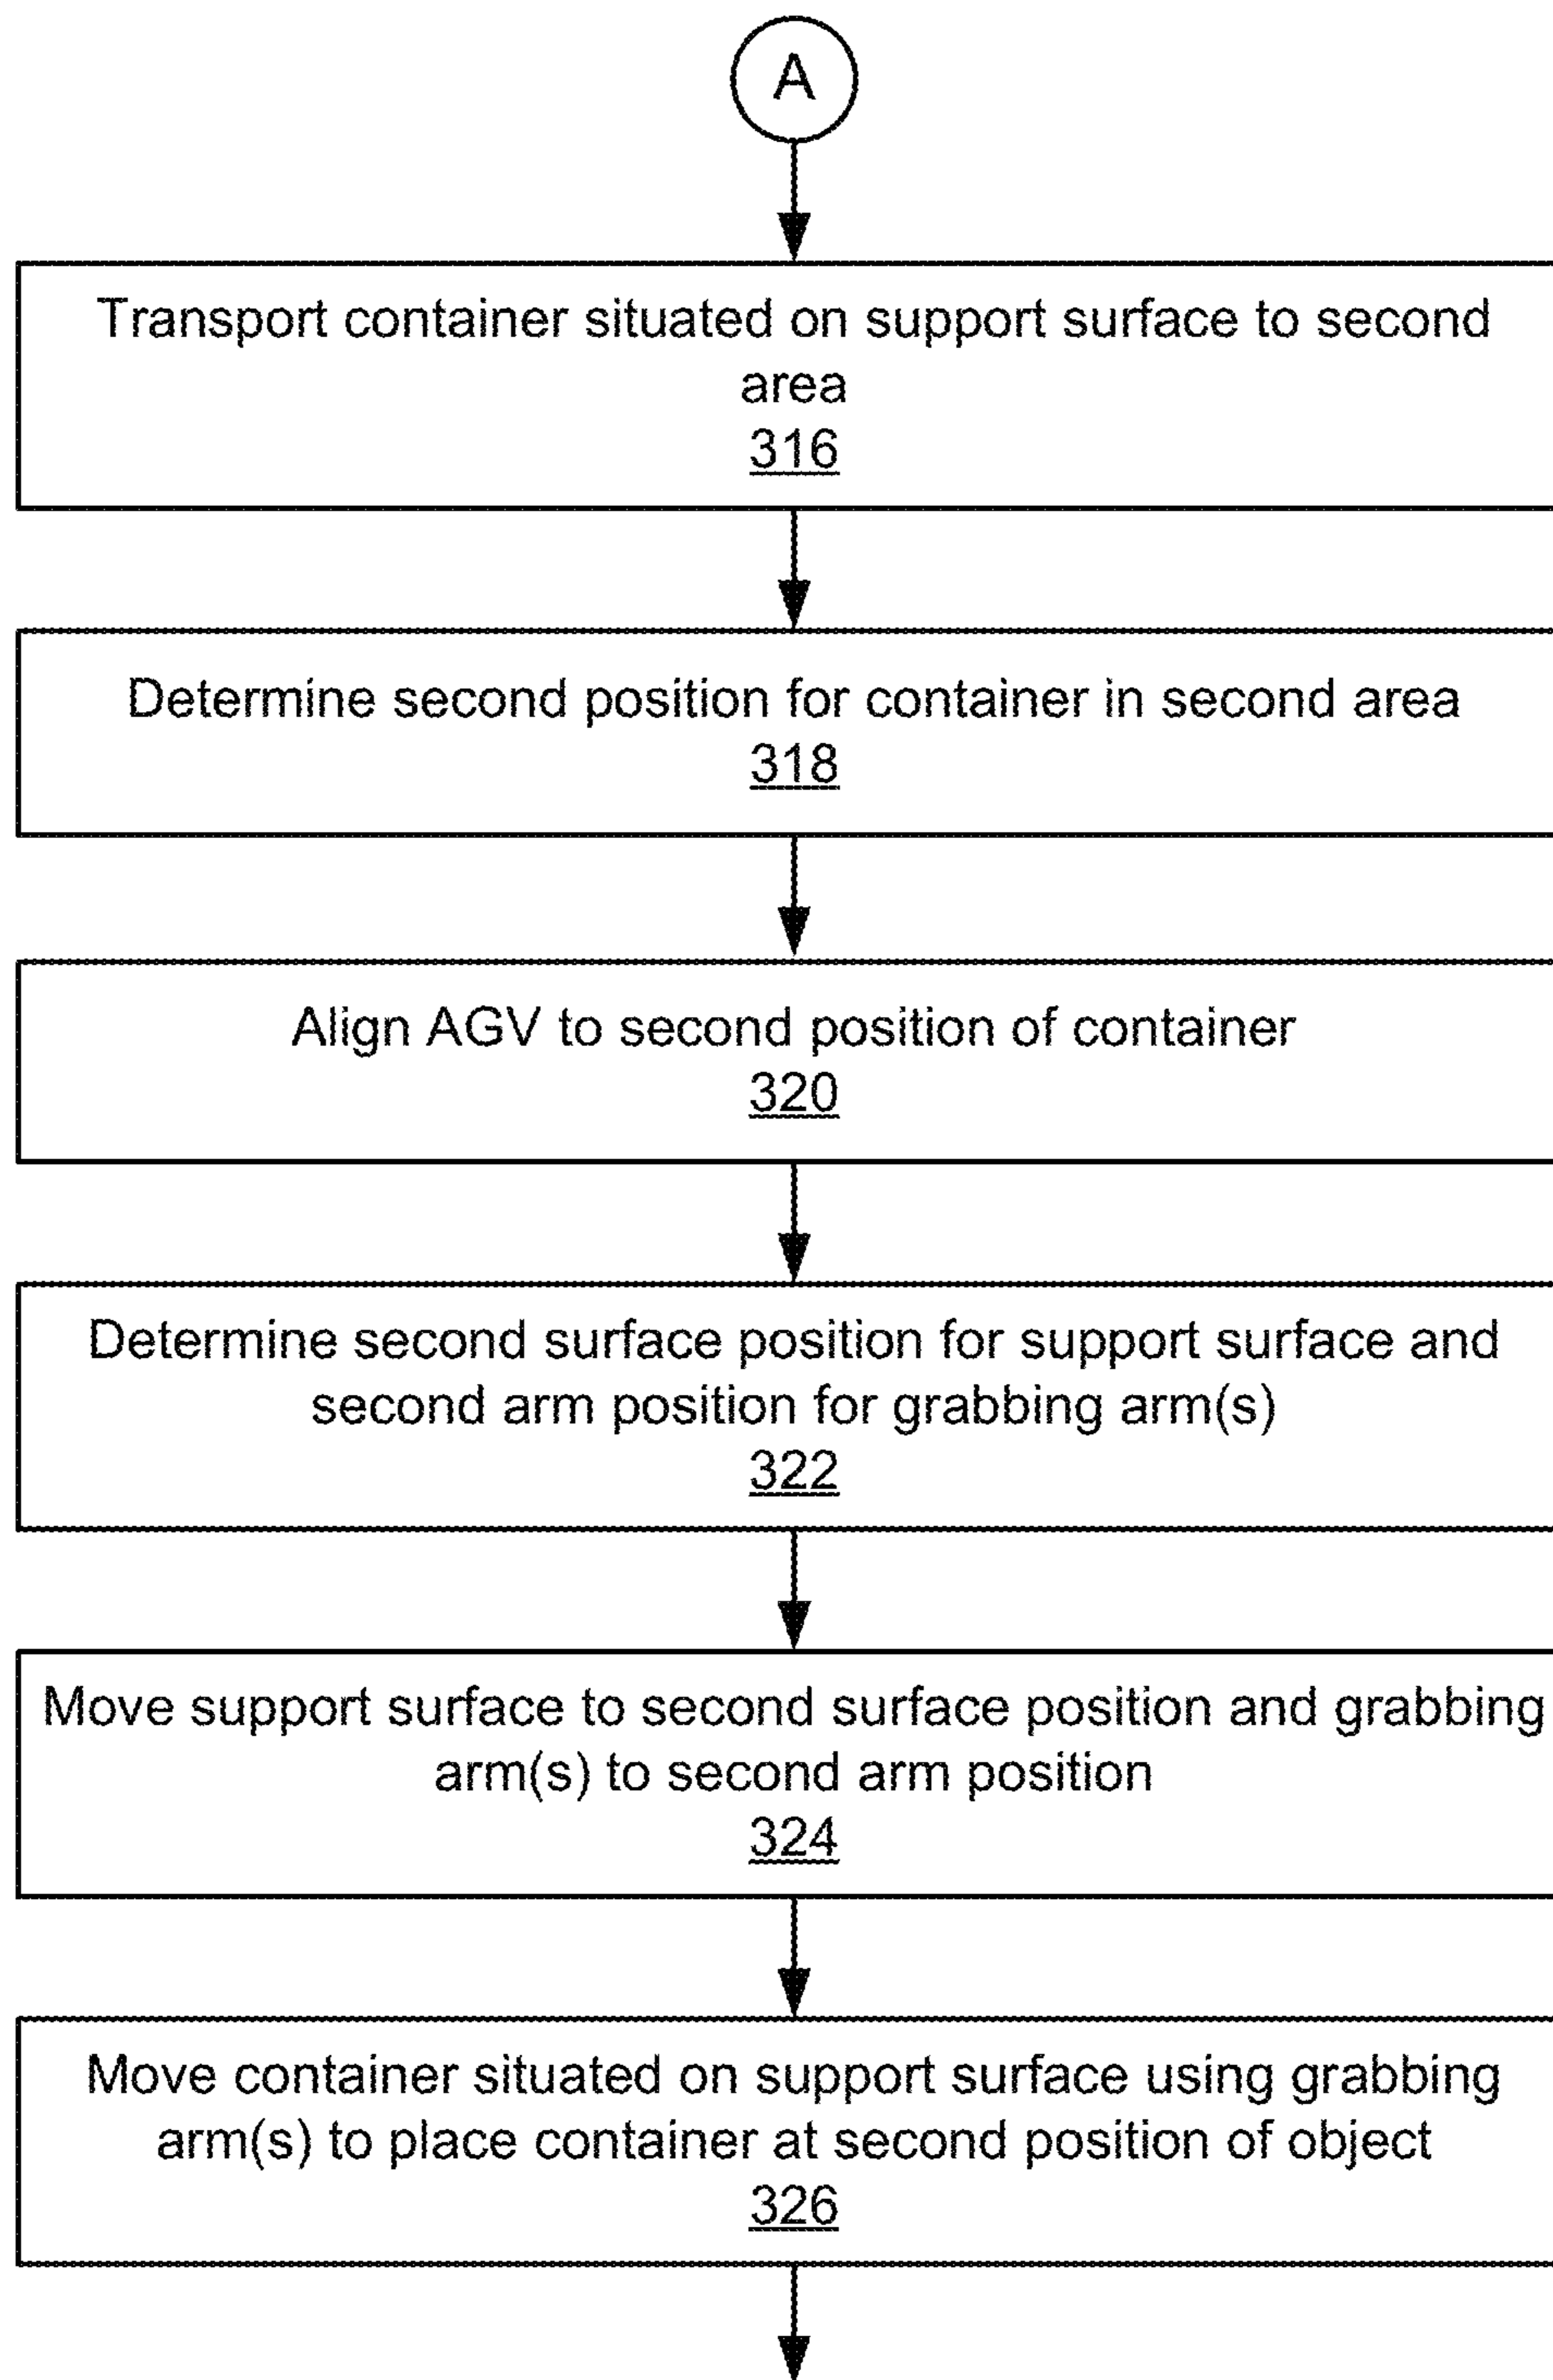 A
Transport container situated on support surface to second
area
316
Determine second position for container in second area
318
Align AGV to second position of container
320
Determine second surface position for support surface and
second arm position for grabbing arm(s)
322
Move support surface to second surface position and grabbing
arm(s) to second arm position
324
Move container situated on support surface using grabbing
arm(s) to place container at second position of object
326